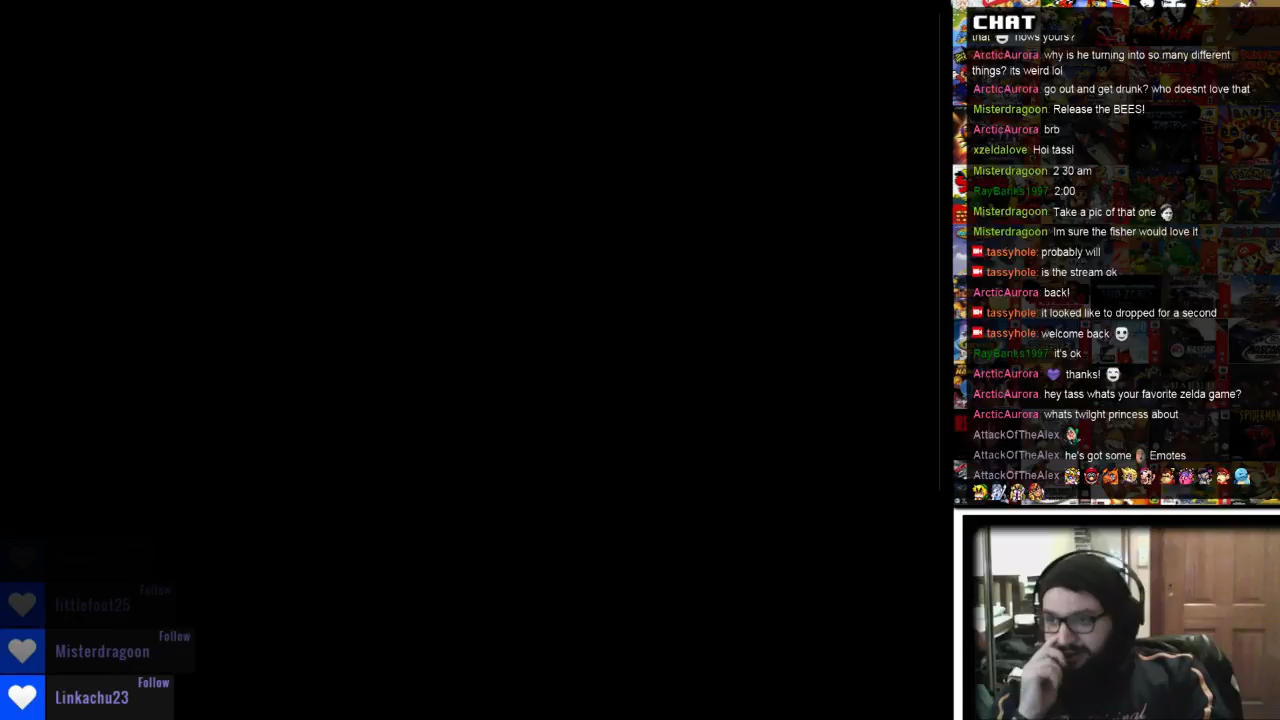 CHAT
that hows yours?
ArcticAurora why is he turning into so many different
things? its weird lol
ArcticAurora go out and get drunk? who doesnt love that
Misterdragoon: Release the BEES!
ArcticAurora brb
xzeldalove: Hoi tassi
Misterdragoon: 2 30 am
RayBanks1997: 2:00
Misterdragoon: Take a pic of that one
Misterdragoon: Im sure the fisher would love it
tassyhole: probably will
tassyhole: is the stream ok
ArcticAurora: back!
tassyhole: it looked like to dropped for a second
tassyhole: welcome back
RayBanks1997: it's ok
ArcticAurora: thanks!
ArcticAurora: hey tass whats your favorite zelda game?
ArcticAurora: whats twilght princess about
AttackOfTheAlex:
AttackOfTheAlex: he's got some Emotes
AttackOfTheAlex:
Follow
littlefoot25
Follow
Misterdragoon
Follow
Linkachu23